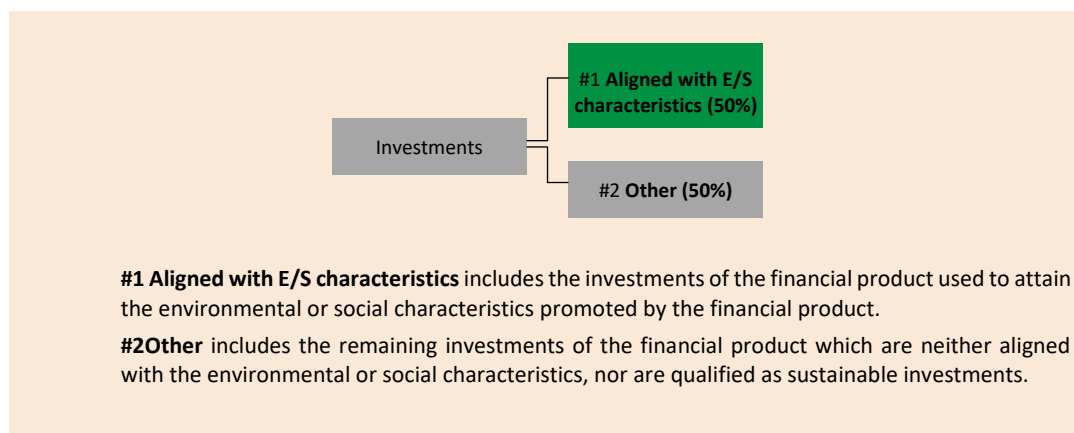 #1 Aligned with E/S
characteristics (50%)
Investments
#2 Other (50%)
#1 Aligned with E/S characteristics includes the investments of the financial product used to attain
the environmental or social characteristics promoted by the financial product.
#2Other includes the remaining investments of the financial product which are neither aligned
with the environmental or social characteristics, nor are qualified as sustainable investments.